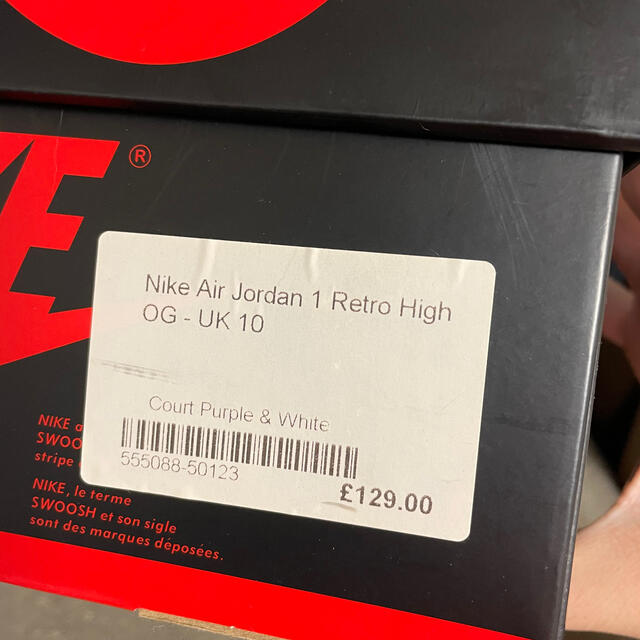 ®
Nike Air Jordan 1 Retro High
OG - UK 10
Court Purple & White
555088-50123
£129.00
NIKE
SWOO
stripe
NIKE, le terme
SWOOSH et son sigle
sont des marques déposées.